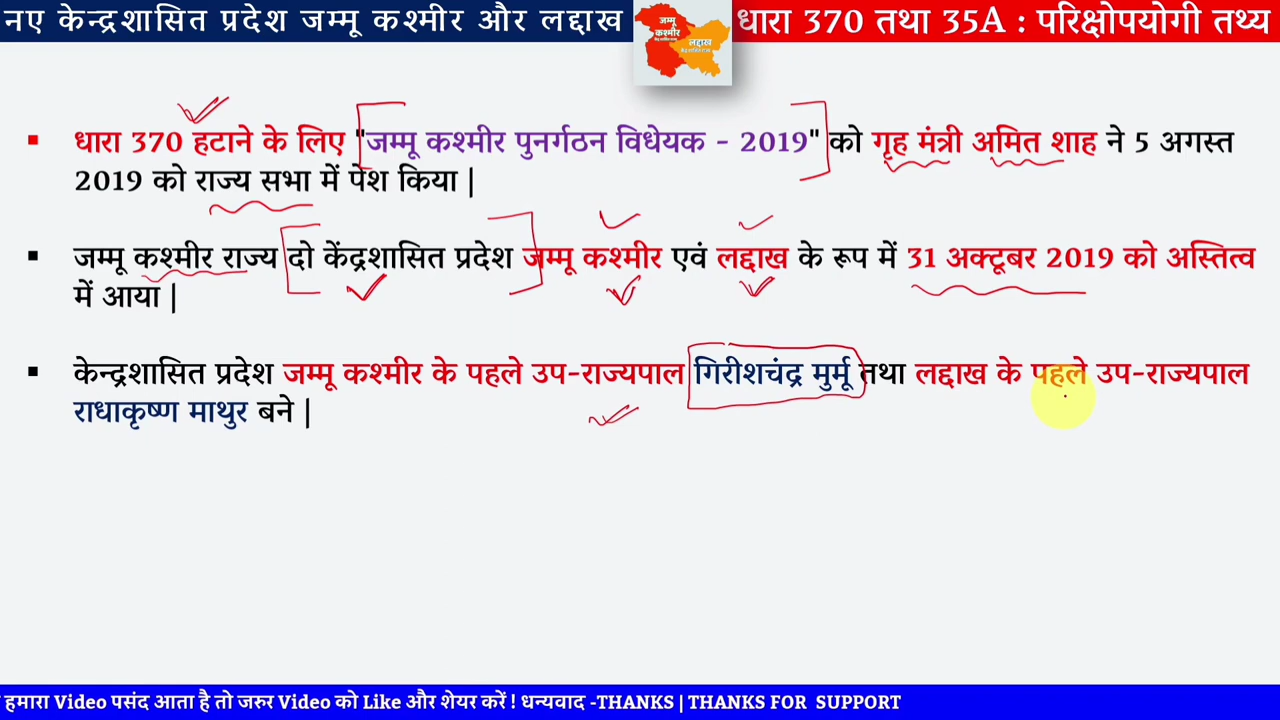 नए केन्द्रशासित प्रदेश जम्मू कश्मीर और लद्दाख
जम्मू
कश्मीर
लद्दाख
धारा 370 तथा 35A : परिक्षोपयोगी तथ्य
▪ धारा 370 हटाने के लिए "जम्मू कश्मीर पुनर्गठन विधेयक - 2019" को गृह मंत्री अमित शाह ने 5 अगस्त
2019 को राज्य सभा में पेश किया |
▪ जम्मू कश्मीर राज्य दो केंद्रशासित प्रदेश जम्मू कश्मीर एवं लद्दाख के रूप में 31 अक्टूबर 2019 को अस्तित्व
में आया |
▪ केन्द्रशासित प्रदेश जम्मू कश्मीर के पहले उप-राज्यपाल गिरीशचंद्र मुर्मू तथा लद्दाख के पहले उप-राज्यपाल
राधाकृष्ण माथुर बने |
हमारा Video पसंद आता है तो जरुर Video को Like और शेयर करें ! धन्यवाद -THANKS | THANKS FOR SUPPORT